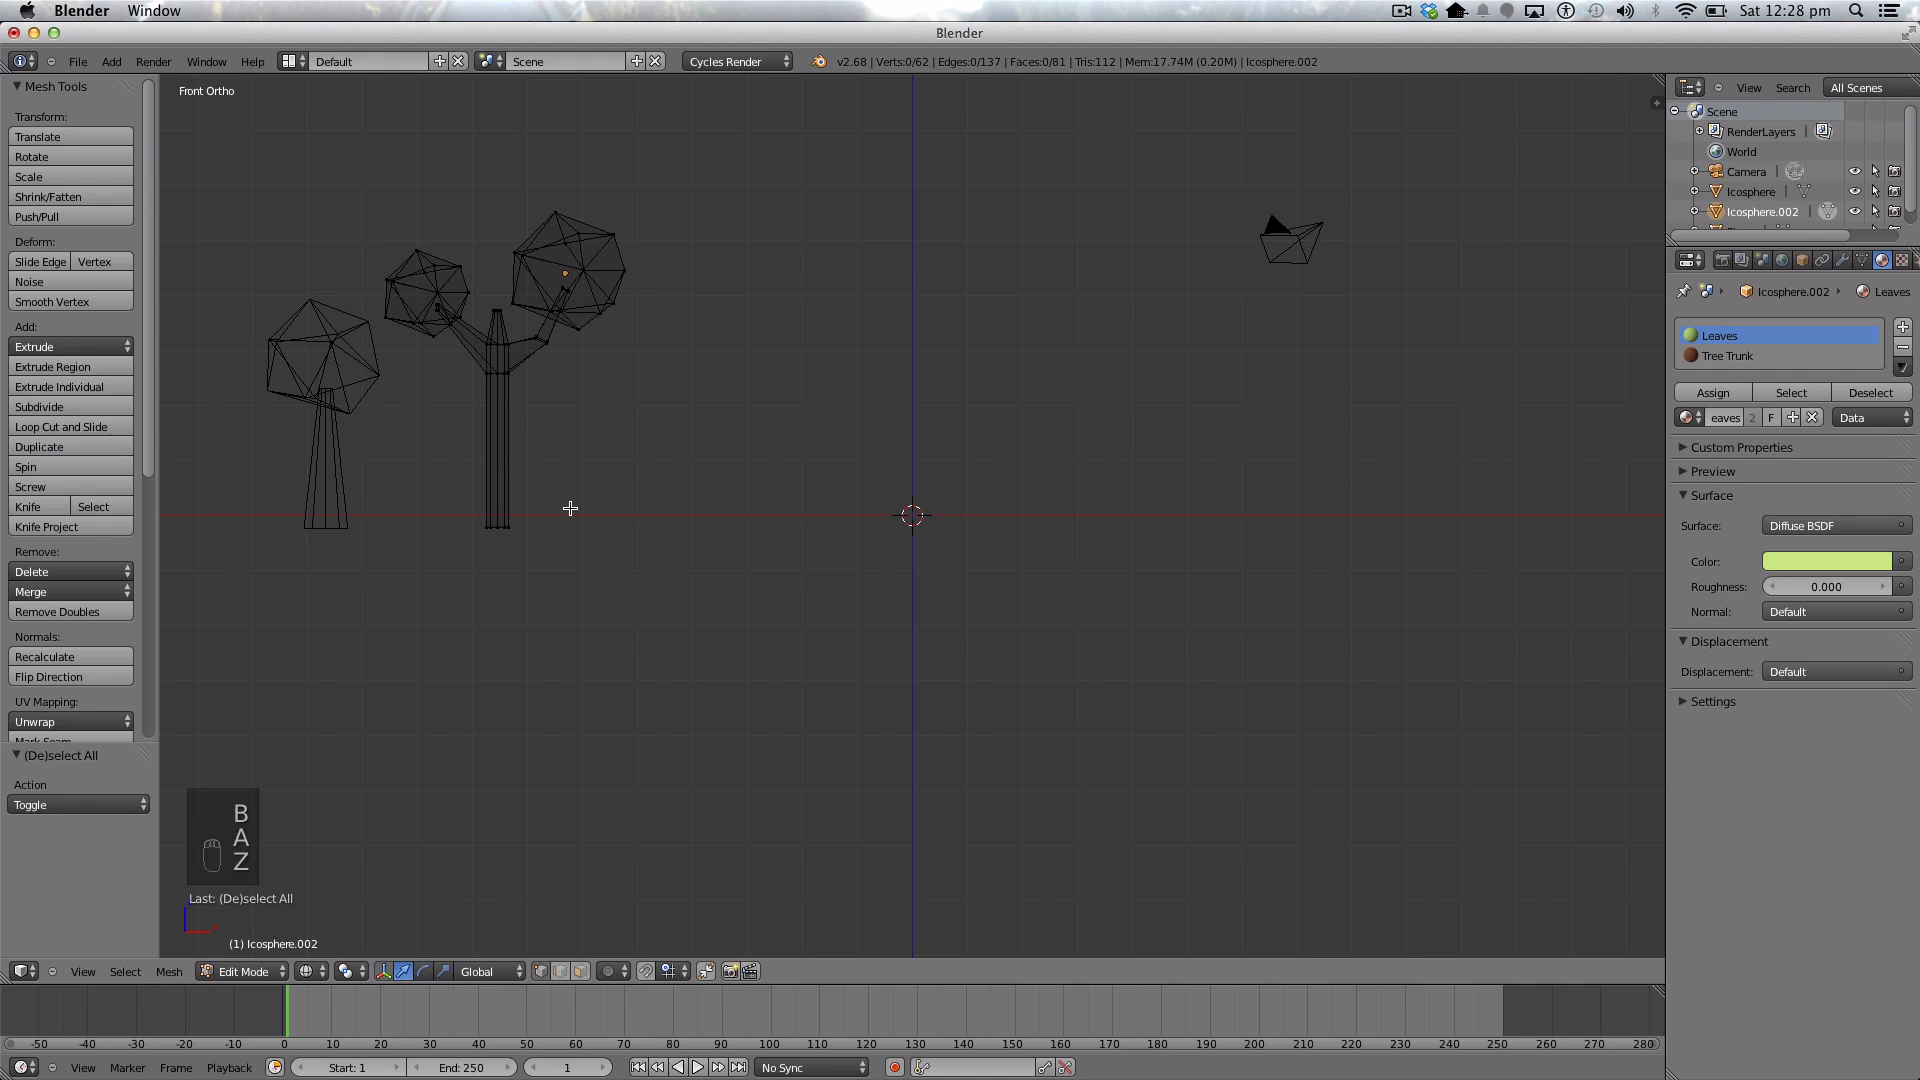 Blender Window Sat 12:28 pm
Blender
File Add Render Window Help Default Scene Cycles Render v2.68 | Verts:0/62 | Edges:0/137 | Faces:0/81 | Tris:112 | Mem:17.74M (0.20M) | Icosphere.002
Mesh Tools
Transform:
Translate
Rotate
Scale
Shrink/Fatten
Push/Pull
Deform:
Slide Edge Vertex
Noise
Smooth Vertex
Add:
Extrude
Extrude Region
Extrude Individual
Subdivide
Loop Cut and Slide
Duplicate
Spin
Screw
Knife Select
Knife Project
Remove:
Delete
Merge
Remove Doubles
Normals:
Recalculate
Flip Direction
UV Mapping:
Unwrap
Mark Seam
(De)select All
Action
Toggle
Front Ortho
B
A
Z
Last: (De)select All
(1) Icosphere.002
View Search All Scenes
Scene
RenderLayers
World
Camera
Icosphere
Icosphere.002
Icosphere.002 Leaves
Leaves
Tree Trunk
Assign Select Deselect
eaves 2 F Data
Custom Properties
Preview
Surface
Surface: Diffuse BSDF
Color:
Roughness: 0.000
Normal: Default
Displacement
Displacement: Default
Settings
View Select Mesh Edit Mode Global
-50 -40 -30 -20 -10 0 10 20 30 40 50 60 70 80 90 100 110 120 130 140 150 160 170 180 190 200 210 220 230 240 250 260 270 280
View Marker Frame Playback Start: 1 End: 250 1 No Sync